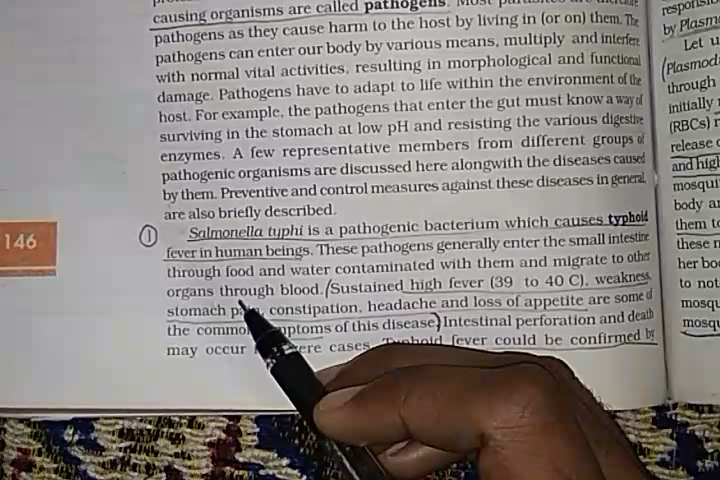 causing organisms are called pathogens. Most parasites are
pathogens as they cause harm to the host by living in (or on) them. The
pathogens can enter our body by various means, multiply and interfere
with normal vital activities, resulting in morphological and functional
damage. Pathogens have to adapt to life within the environment of the
host. For example, the pathogens that enter the gut must know a way of
surviving in the stomach at low pH and resisting the various digestive
enzymes. A few representative members from different groups of
pathogenic organisms are discussed here alongwith the diseases caused
by them. Preventive and control measures against these diseases in general,
are also briefly described.
1 Salmonella typhi is a pathogenic bacterium which causes typhoid
fever in human beings. These pathogens generally enter the small intestine
through food and water contaminated with them and migrate to other
organs through blood. (Sustained high fever (39 to 40 C), weakness,
stomach constipation, headache and loss of appetite are some of
the of this disease) Intestinal perforation and death
may occur cases. Typhoid fever could be confirmed by
146
by Plasm
Let u
(Plasmod
through
initially
(RBCs) r
release
and hig
mosqui
body a
them t
these
her bo
to not
mosq
mosq